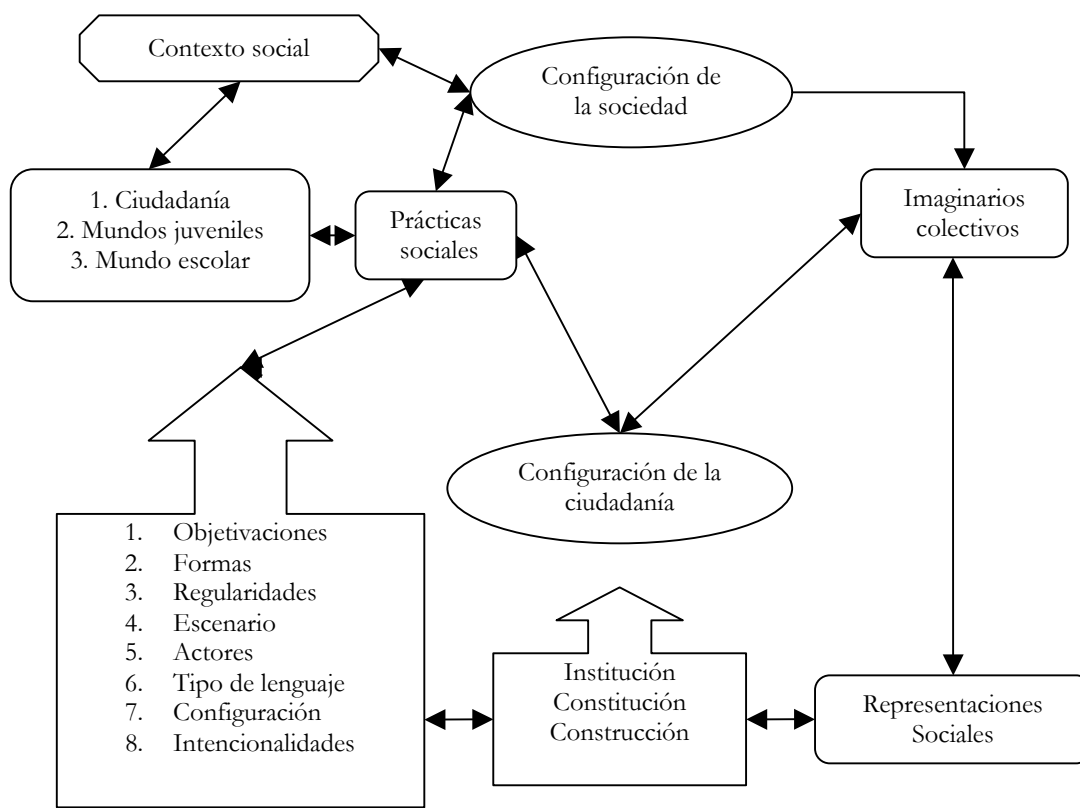 Contexto social
Configuración de
la sociedad
1. Ciudadanía
2. Mundos juveniles
3. Mundo escolar
Prácticas
sociales
Imaginarios
colectivos
Configuración de la
ciudadanía
1. Objetivaciones
2. Formas
3. Regularidades
4. Escenario
5. Actores
6. Tipo de lenguaje
7. Configuración
8. Intencionalidades
Institución
Constitución
Construcción
Representaciones
Sociales